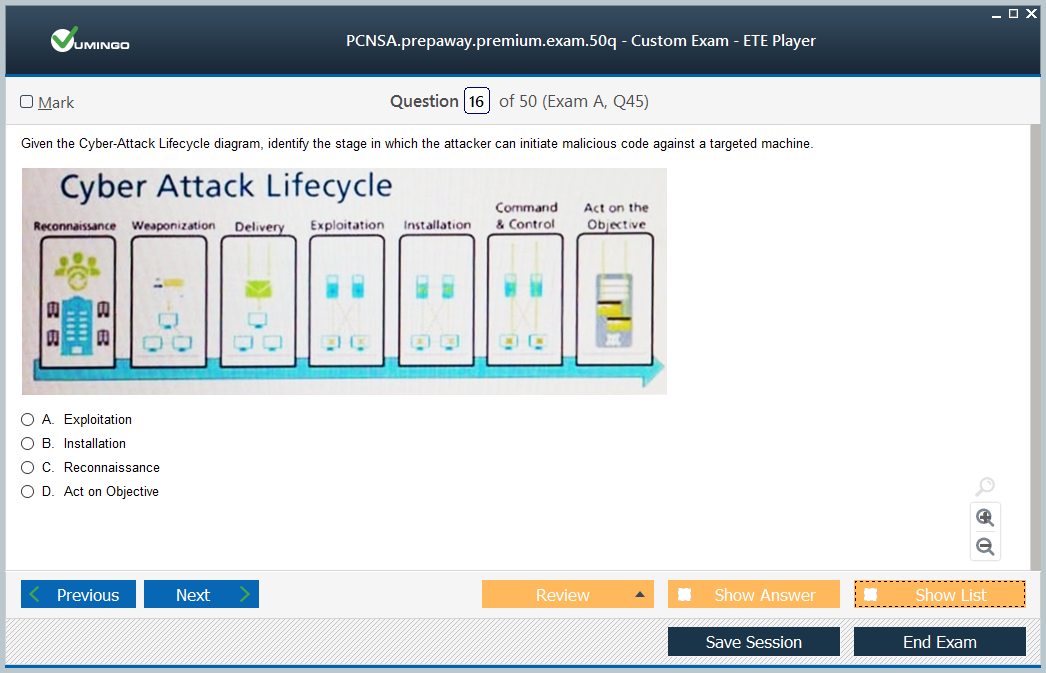 VUMINGO
PCNSA.prepaway.premium.exam.50q - Custom Exam - ETE Player
Mark
Question 16 of 50 (Exam A, Q45)
Given the Cyber-Attack Lifecycle diagram, identify the stage in which the attacker can initiate malicious code against a targeted machine.
Cyber Attack Lifecycle
Reconnaissance Weaponization Delivery Exploitation Installation Command & Control Act on the Objective
A. Exploitation
B. Installation
C. Reconnaissance
D. Act on Objective
Previous Next Review Show Answer Show List
Save Session End Exam